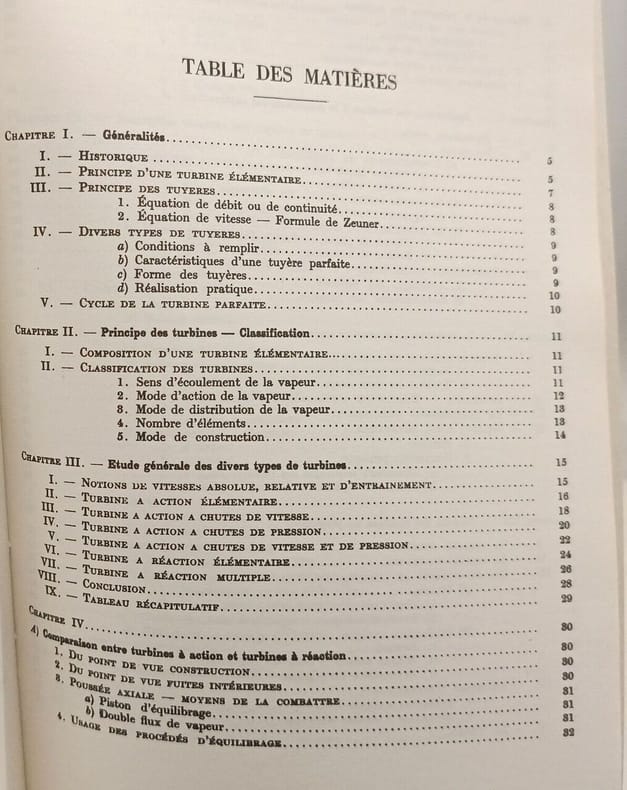 TABLE DES MATIÈRES
CHAPITRE I. — Généralités........ 5
I. — HISTORIQUE ........ 5
II. — PRINCIPE D'UNE TURBINE ÉLÉMENTAIRE........ 7
III. — PRINCIPE DES TUYERES........ 8
1. Équation de débit ou de continuité........ 8
2. Équation de vitesse — Formule de Zeuner........ 8
IV. — DIVERS TYPES DE TUYERES........ 9
a) Conditions à remplir........ 9
b) Caractéristiques d'une tuyère parfaite........ 9
c) Forme des tuyères........ 9
d) Réalisation pratique........ 10
V. — CYCLE DE LA TURBINE PARFAITE........ 10
CHAPITRE II. — Principe des turbines — Classification........ 11
I. — COMPOSITION D'UNE TURBINE ÉLÉMENTAIRE........ 11
II. — CLASSIFICATION DES TURBINES........ 11
1. Sens d'écoulement de la vapeur........ 11
2. Mode d'action de la vapeur........ 12
3. Mode de distribution de la vapeur........ 13
4. Nombre d'éléments........ 13
5. Mode de construction........ 14
CHAPITRE III. — Etude générale des divers types de turbines........ 15
I. — NOTIONS DE VITESSES ABSOLUE, RELATIVE ET D'ENTRAINEMENT........ 15
II. — TURBINE A ACTION ÉLÉMENTAIRE........ 16
III. — TURBINE A ACTION A CHUTES DE VITESSE........ 18
IV. — TURBINE A ACTION A CHUTES DE PRESSION........ 20
V. — TURBINE A ACTION A CHUTES DE VITESSE ET DE PRESSION........ 22
VI. — TURBINE A RÉACTION ÉLÉMENTAIRE........ 24
VII. — TURBINE A RÉACTION MULTIPLE........ 26
VIII. — CONCLUSION........ 28
IX. — TABLEAU RÉCAPITULATIF........ 29
CHAPITRE IV........ 30
A) Comparaison entre turbines à action et turbines à réaction........ 30
1. DU POINT DE VUE CONSTRUCTION........ 30
2. DU POINT DE VUE FUITES INTÉRIEURES........ 30
3. POUSSÉE AXIALE — MOYENS DE LA COMBATTRE........ 31
a) Piston d'équilibrage........ 31
b) Double flux de vapeur........ 31
4. USAGE DES PROCÉDÉS D'ÉQUILIBRAGE........ 32